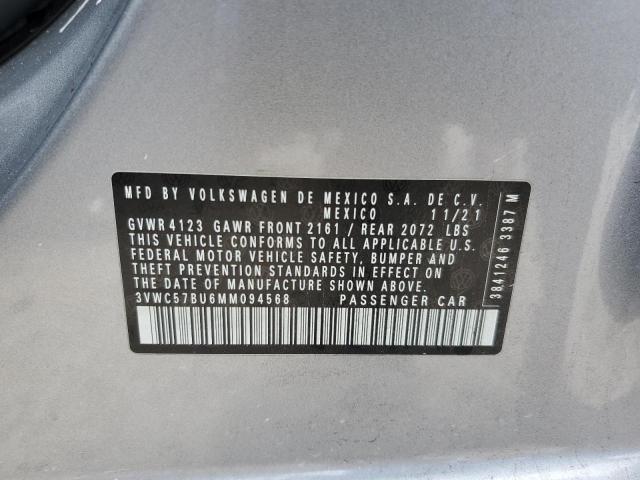 MFD BY VOLKSWAGEN DE MEXICO S.A. DE C.V.
MEXICO 11/21
GVWR 4123 GAWR FRONT 2161 / REAR 2072 LBS
THIS VEHICLE CONFORMS TO ALL APPLICABLE U.S.
FEDERAL MOTOR VEHICLE SAFETY, BUMPER AND
THEFT PREVENTION STANDARDS IN EFFECT ON
THE DATE OF MANUFACTURE SHOWN ABOVE.
3VWC57BU6MM094568 PASSENGER CAR
3841246 3387 M